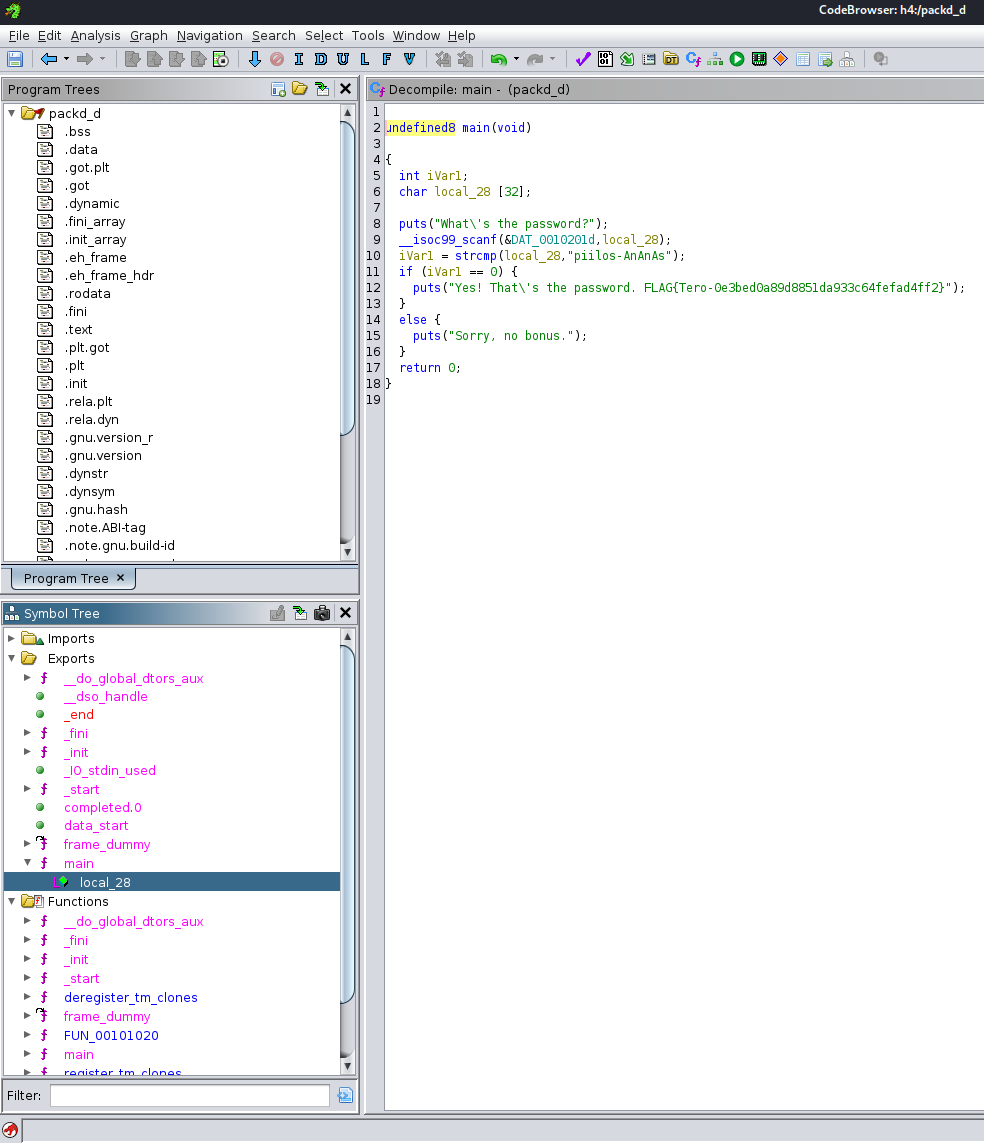 CodeBrowser: h4:/packd_d
File Edit Analysis Graph Navigation Search Select Tools Window Help
I D U L F V
Program Trees
packd_d
.bss
.data
.got.plt
.got
.dynamic
.fini_array
.init_array
.eh_frame
.eh_frame_hdr
.rodata
.fini
.text
.plt.got
.plt
.init
.rela.plt
.rela.dyn
.gnu.version_r
.gnu.version
.dynstr
.dynsym
.gnu.hash
.note.ABI-tag
.note.gnu.build-id
Program Tree
Symbol Tree
Imports
Exports
__do_global_dtors_aux
__dso_handle
_end
_fini
_init
_IO_stdin_used
_start
completed.0
data_start
frame_dummy
main
local_28
Functions
__do_global_dtors_aux
_fini
_init
_start
deregister_tm_clones
frame_dummy
FUN_00101020
main
register_tm_clones
Filter:
Decompile: main - (packd_d)
1
2 undefined8 main(void)
3
4 {
5 int iVar1;
6 char local_28 [32];
7
8 puts("What\'s the password?");
9 __isoc99_scanf(&DAT_0010201d,local_28);
10 iVar1 = strcmp(local_28,"piilos-AnAnAs");
11 if (iVar1 == 0) {
12 puts("Yes! That\'s the password. FLAG{Tero-0e3bed0a89d8851da933c64fefad4ff2}");
13 }
14 else {
15 puts("Sorry, no bonus.");
16 }
17 return 0;
18 }
19